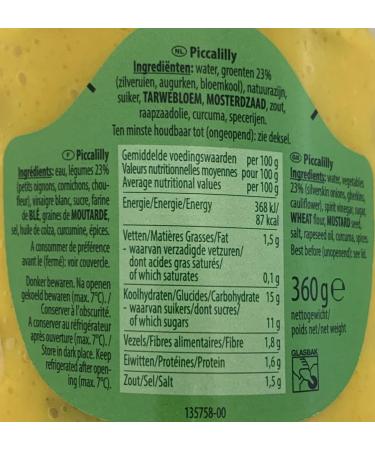 NL Piccalilly
Ingrediënten: water, groenten 23%
(zilveruien, augurken, bloemkool), natuurazijn,
suiker, TARWEBLOEM, MOSTERDZAAD, zout,
raapzaadolie, curcuma, specerijen.
Ten minste houdbaar tot (ongeopend): zie deksel.
F Piccalilly
Ingrédients: eau, légumes 23%
(petits oignons, cornichons, chou-
fleur), vinaigre blanc, sucre, farine
de BLÉ, graines de MOUTARDE,
sel, huile de colza, curcumine, épices.
A consommer de préférence
avant le (fermé): voir couvercle.
Donker bewaren. Na openen
gekoeld bewaren (max. 7°C). /
Conserver à l'obscurité.
A conserver au réfrigérateur
après ouverture (max. 7°C). /
Store in dark place. Keep
refrigerated after open-
ing (max. 7°C).
Gemiddelde voedingswaarden per 100 g
Valeurs nutritionnelles moyennes pour 100 g
Average nutritional values per 100 g
Energie/Energie/Energy 368 kJ/
87 kcal
Vetten/Matières Grasses/Fat 1,5 g
- waarvan verzadigde vetzuren/
dont acides gras saturés/
of which saturates 0,1 g
Koolhydraten/Glucides/Carbohydrate 15 g
- waarvan suikers/dont sucres/
of which sugars 11 g
Vezels/Fibres alimentaires/Fibre 1,8 g
Eiwitten/Protéines/Protein 1,6 g
Zout/Sel/Salt 1,5 g
GB Piccalilly
Ingredients: water, vegetables
23% (silverskin onions, gherkins,
cauliflower), spirit vinegar, sugar,
WHEAT flour, MUSTARD seed,
salt, rapeseed oil, curcuma, spices.
Best before (unopened): see lid.
360g e
nettogewicht/
poids net/net weight
GLASBAK
135758-00